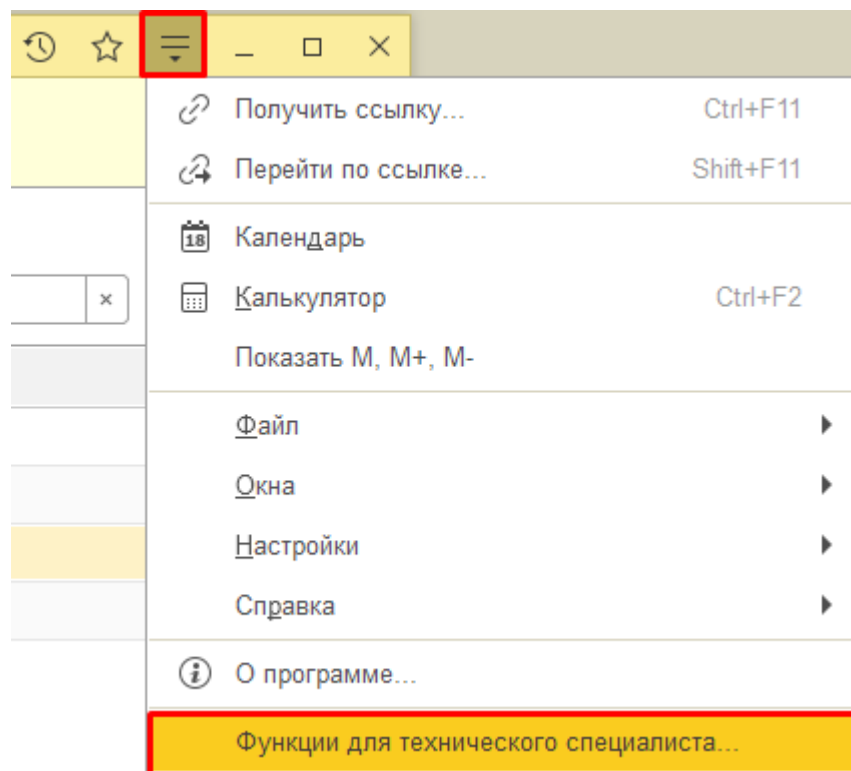 Получить ссылку... Ctrl+F11
Перейти по ссылке... Shift+F11
18 Календарь
Калькулятор Ctrl+F2
Показать M, M+, M-
Файл
Окна
Настройки
Справка
О программе...
Функции для технического специалиста...